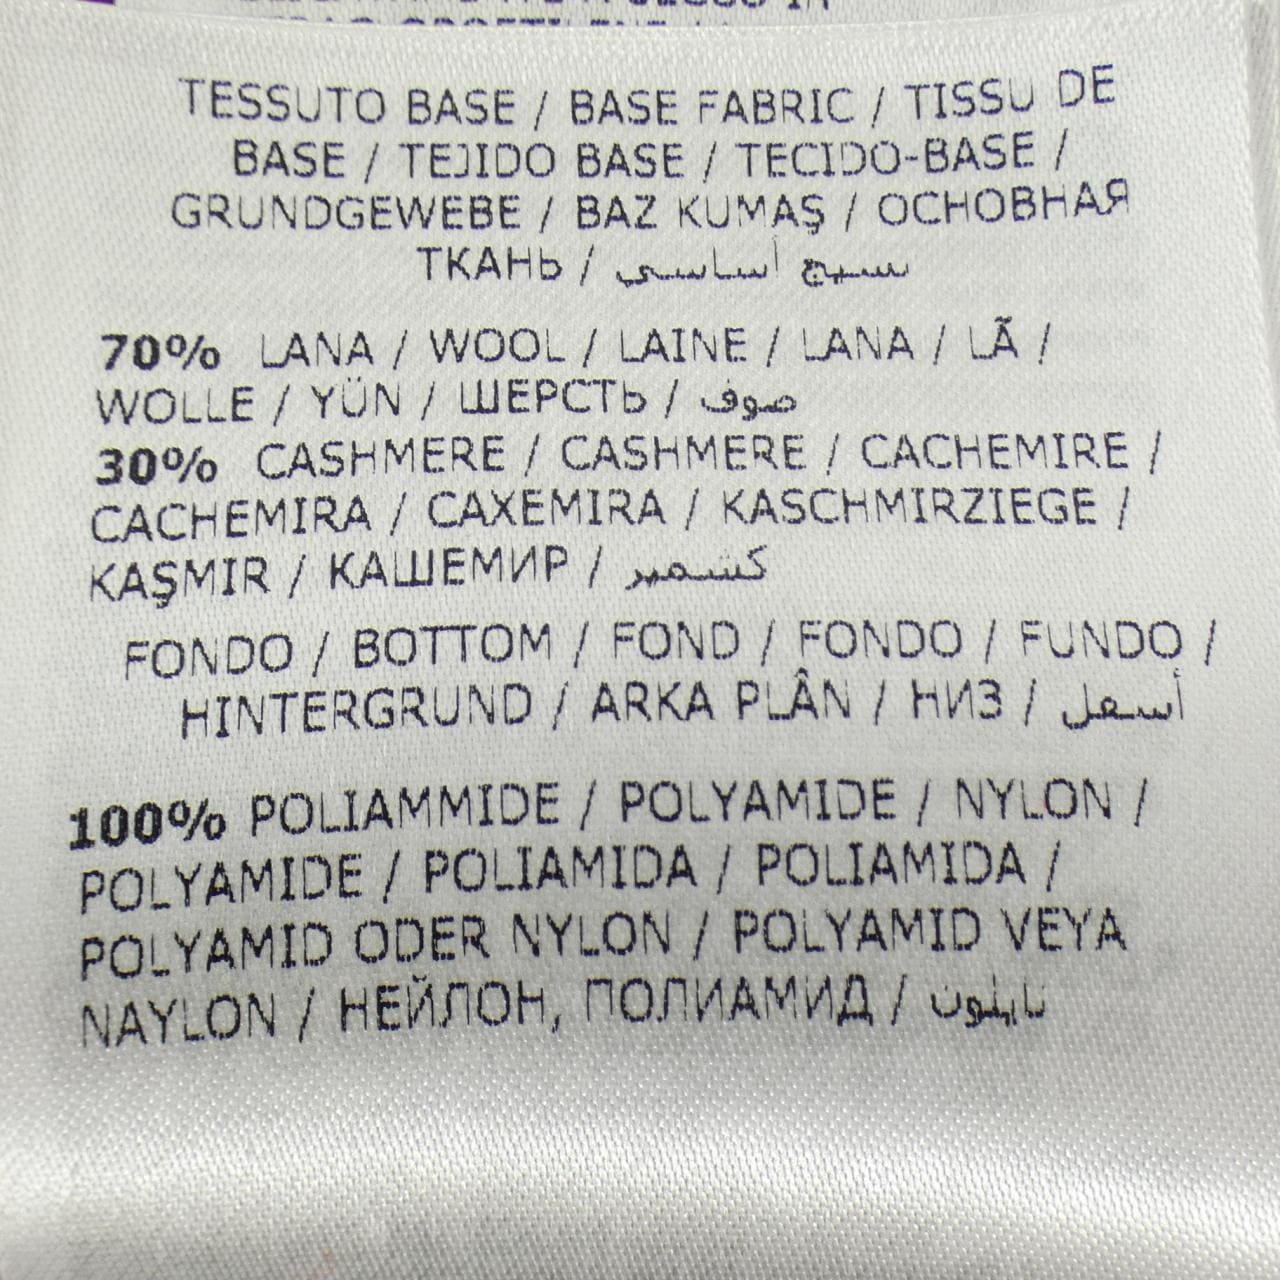 TESSUTO BASE / BASE FABRIC / TISSU DE
BASE / TEJIDO BASE / TECIDO-BASE /
GRUNDGEWEBE / BAZ KUMAŞ / ОСНОВНАЯ
ТКАНЬ / نسيج أساسي
70% LANA / WOOL / LAINE / LANA / LÃ /
WOLLE / YÜN / ШЕРСТЬ / صوف
30% CASHMERE / CASHMERE / CACHEMIRE /
CACHEMIRA / CAXEMIRA / KASCHMIRZIEGE /
KAŞMIR / КАШЕМИР / كشمير
FONDO / BOTTOM / FOND / FONDO / FUNDO /
HINTERGRUND / ARKA PLÂN / НИЗ / أسفل
100% POLIAMMIDE / POLYAMIDE / NYLON /
POLYAMIDE / POLIAMIDA / POLIAMIDA /
POLYAMID ODER NYLON / POLYAMID VEYA
NAYLON / НЕЙЛОН, ПОЛИАМИД / نايلون